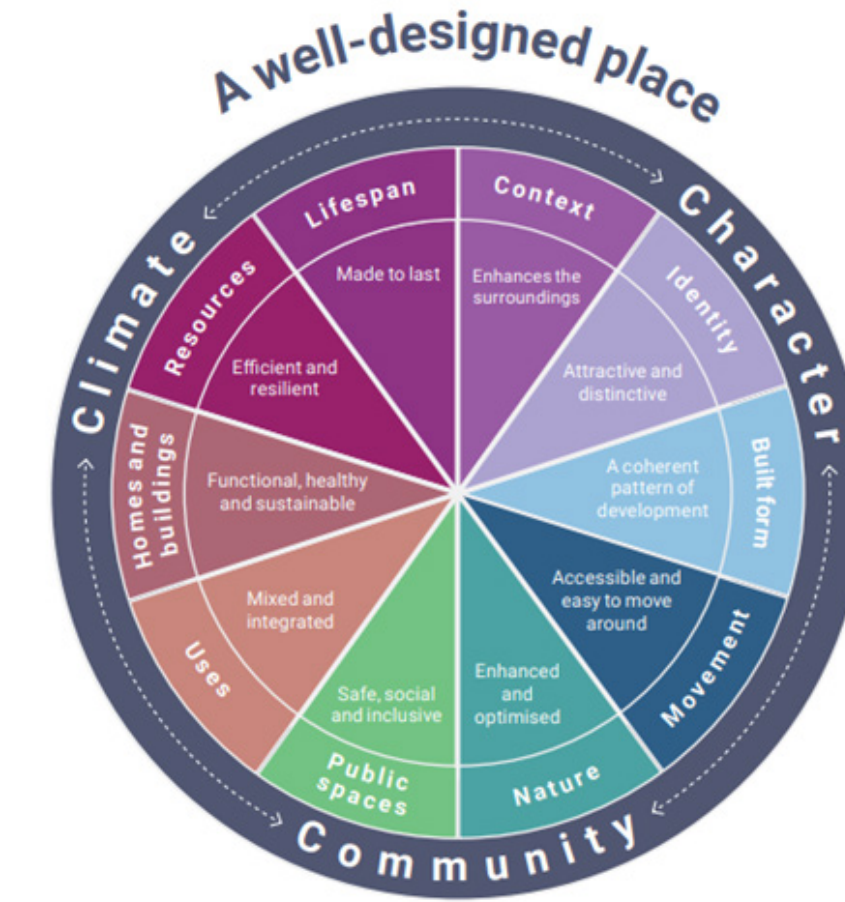 A well-designed place
Climate
Character
Community
Context
Enhances the
surroundings
Identity
Attractive and
distinctive
Built form
A coherent
pattern of
development
Movement
Accessible and
easy to move
around
Nature
Enhanced
and
optimised
Public
spaces
Safe, social
and inclusive
Uses
Mixed and
integrated
Homes and
buildings
Functional, healthy
and sustainable
Resources
Efficient and
resilient
Lifespan
Made to last